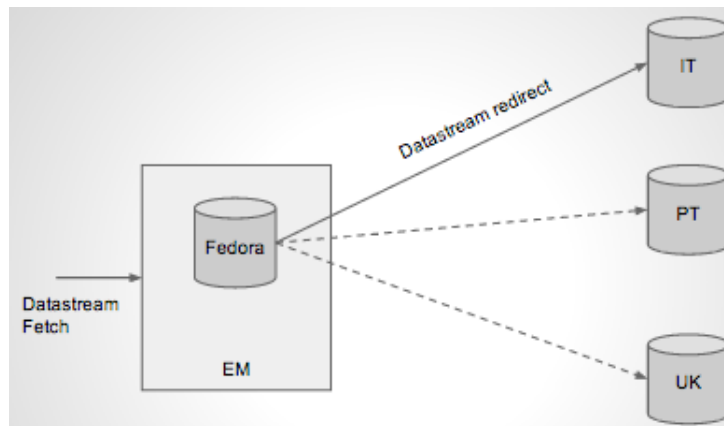 IT
Datastream redirect
PT
Fedora
Datastream
Fetch
EM
UK